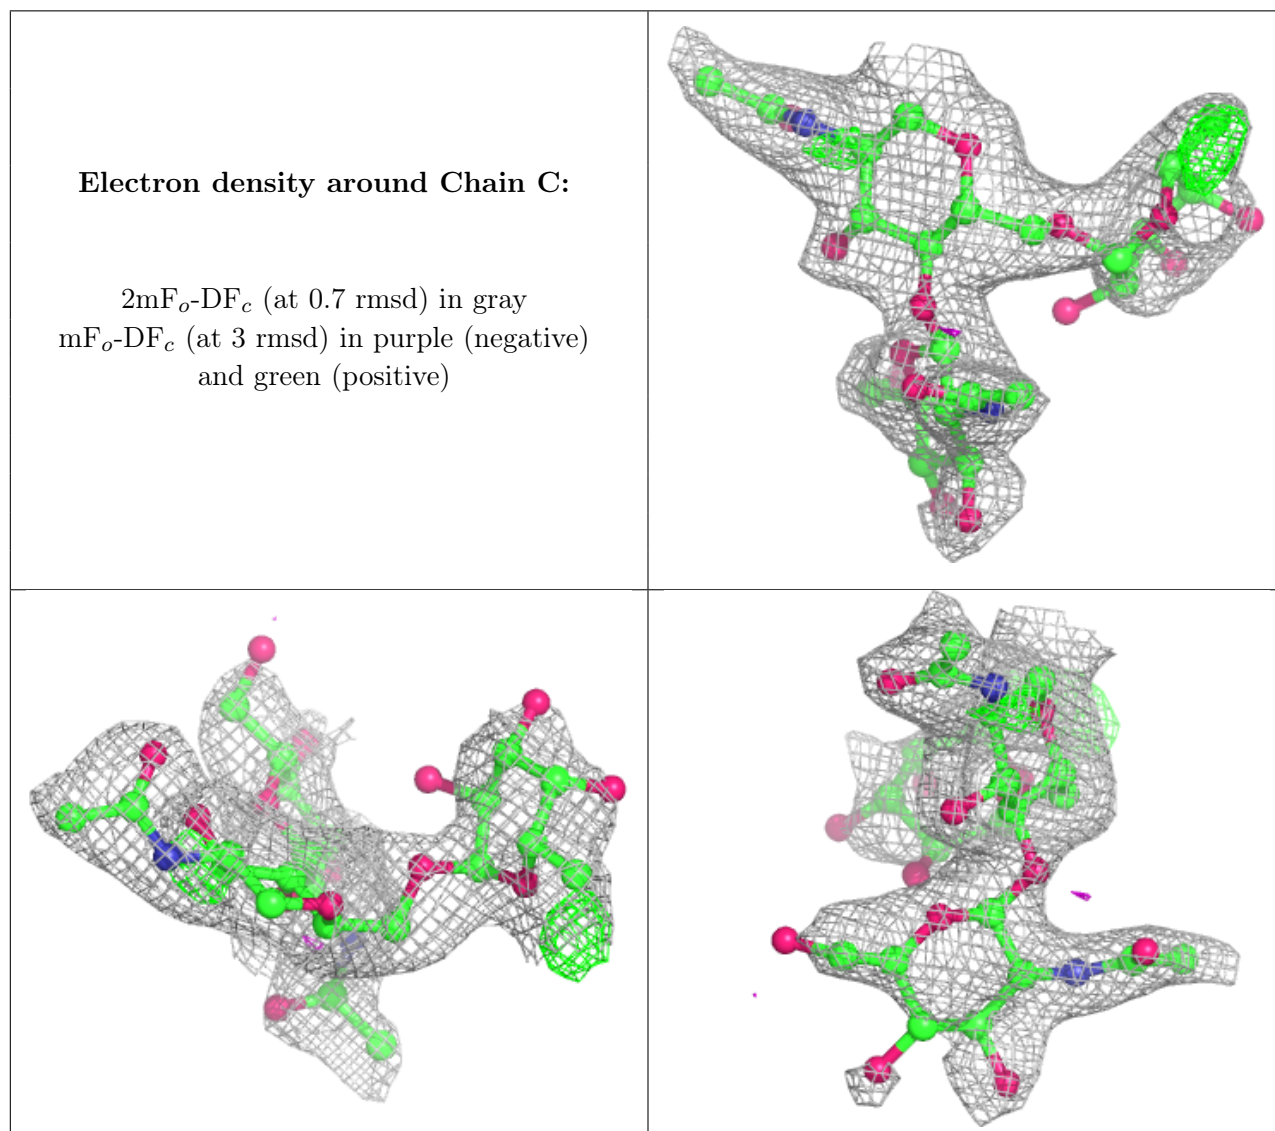 Electron density around Chain C:
2mFo-DFc (at 0.7 rmsd) in gray
mFo-DFc (at 3 rmsd) in purple (negative)
and green (positive)